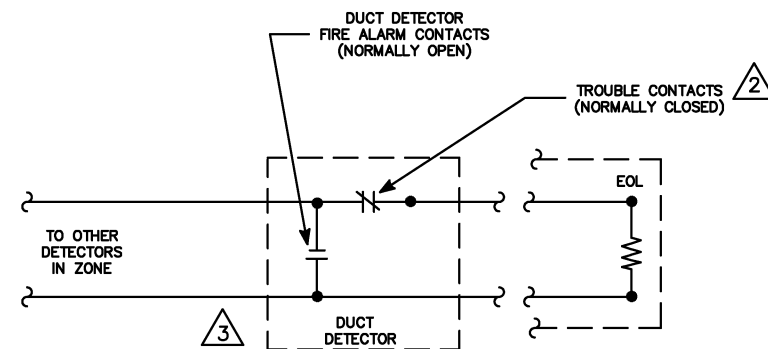 DUCT DETECTOR
FIRE ALARM CONTACTS
(NORMALLY OPEN)
TROUBLE CONTACTS
(NORMALLY CLOSED)
2
EOL
TO OTHER
DETECTORS
IN ZONE
3
DUCT
DETECTOR